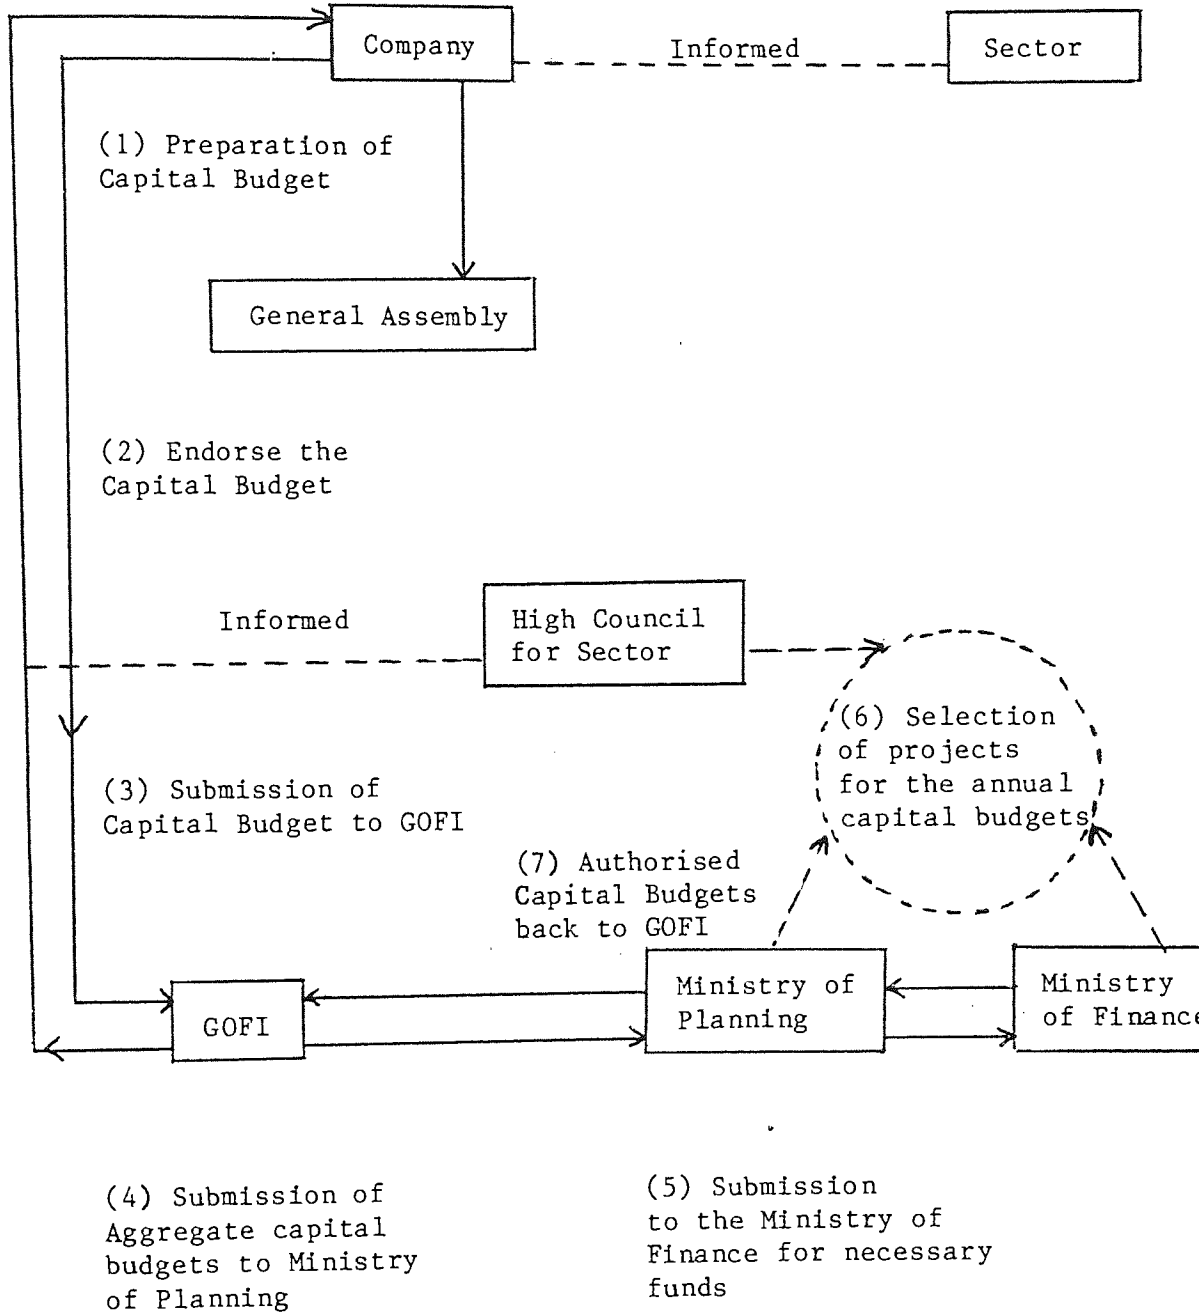 Company
Informed
Sector
(1) Preparation of
Capital Budget
General Assembly
(2) Endorse the
Capital Budget
Informed
High Council
for Sector
(6) Selection
of projects
for the annual
capital budgets
(3) Submission of
Capital Budget to GOFI
(7) Authorised
Capital Budgets
back to GOFI
GOFI
Ministry of
Planning
Ministry
of Finance
(4) Submission of
Aggregate capital
budgets to Ministry
of Planning
(5) Submission
to the Ministry of
Finance for necessary
funds